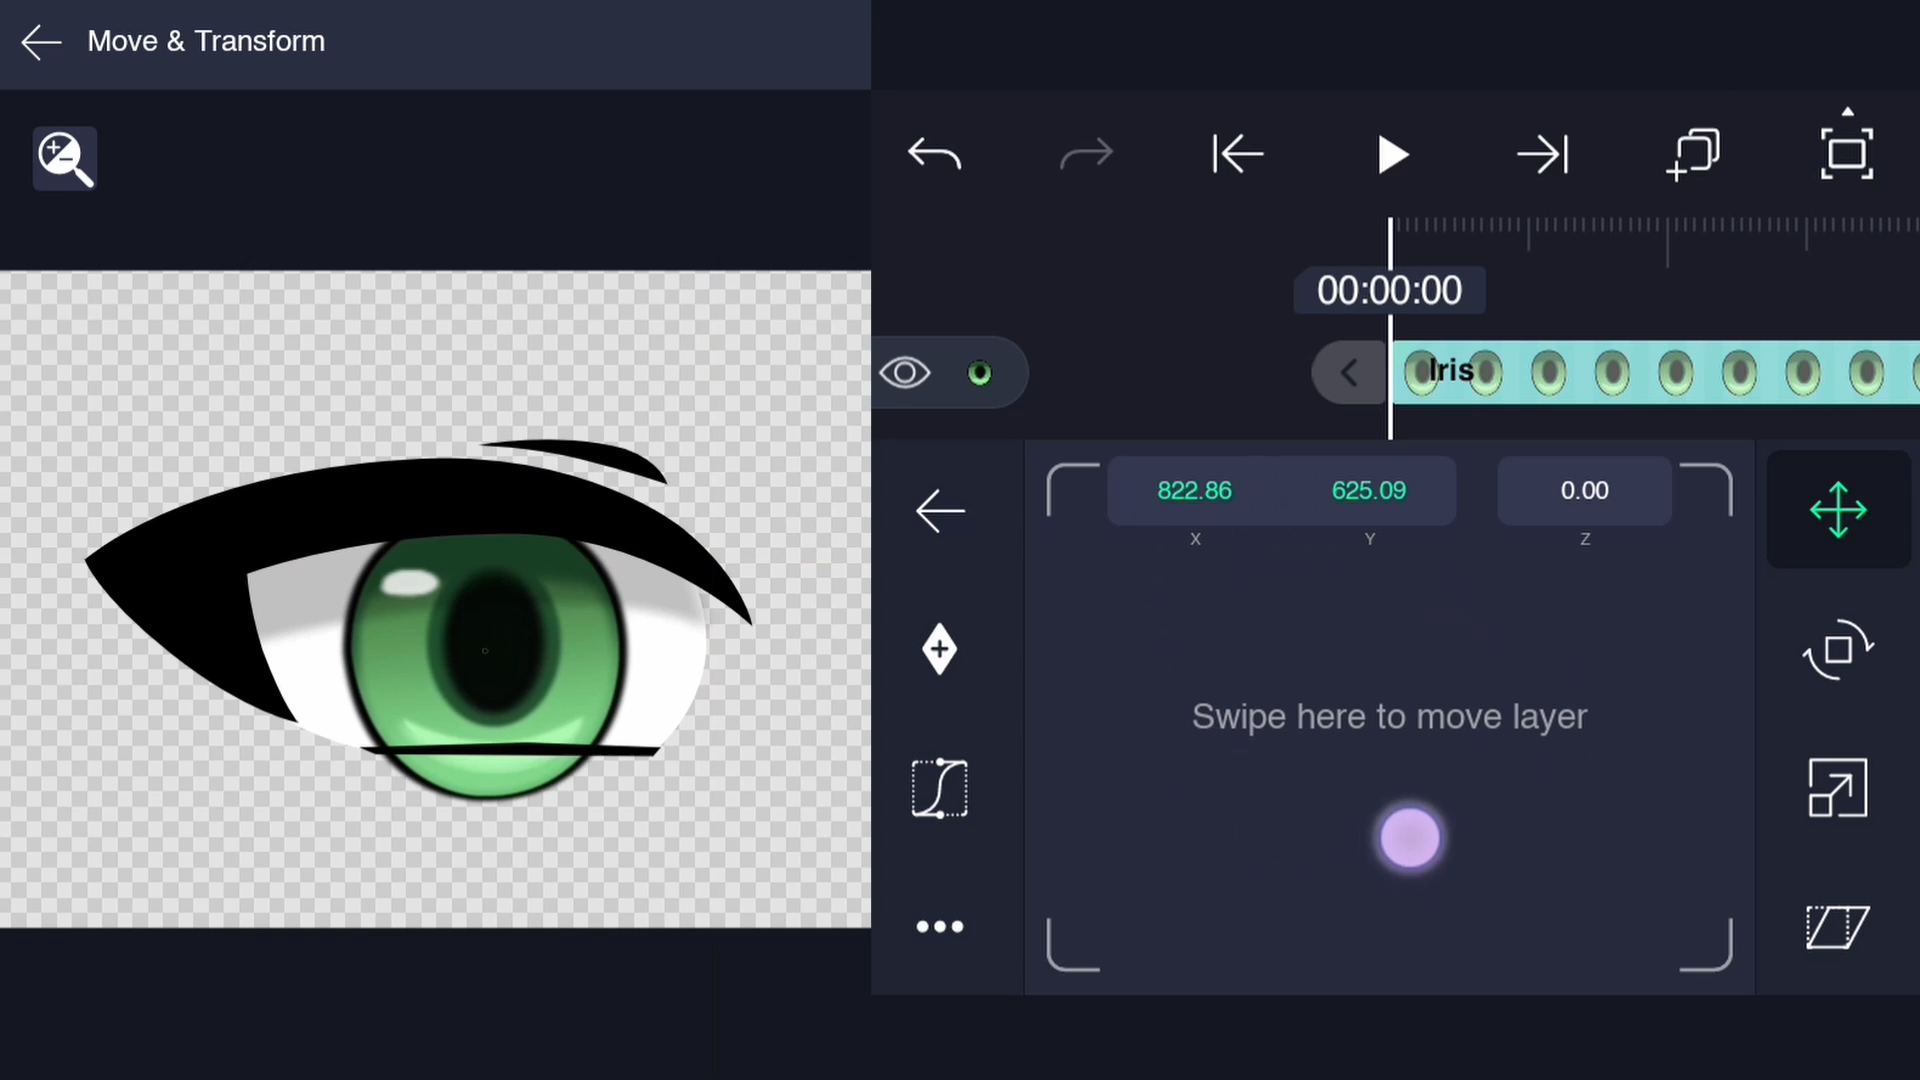 Move & Transform
00:00:00
Iris
822.86 625.09 0.00
X Y Z
Swipe here to move layer